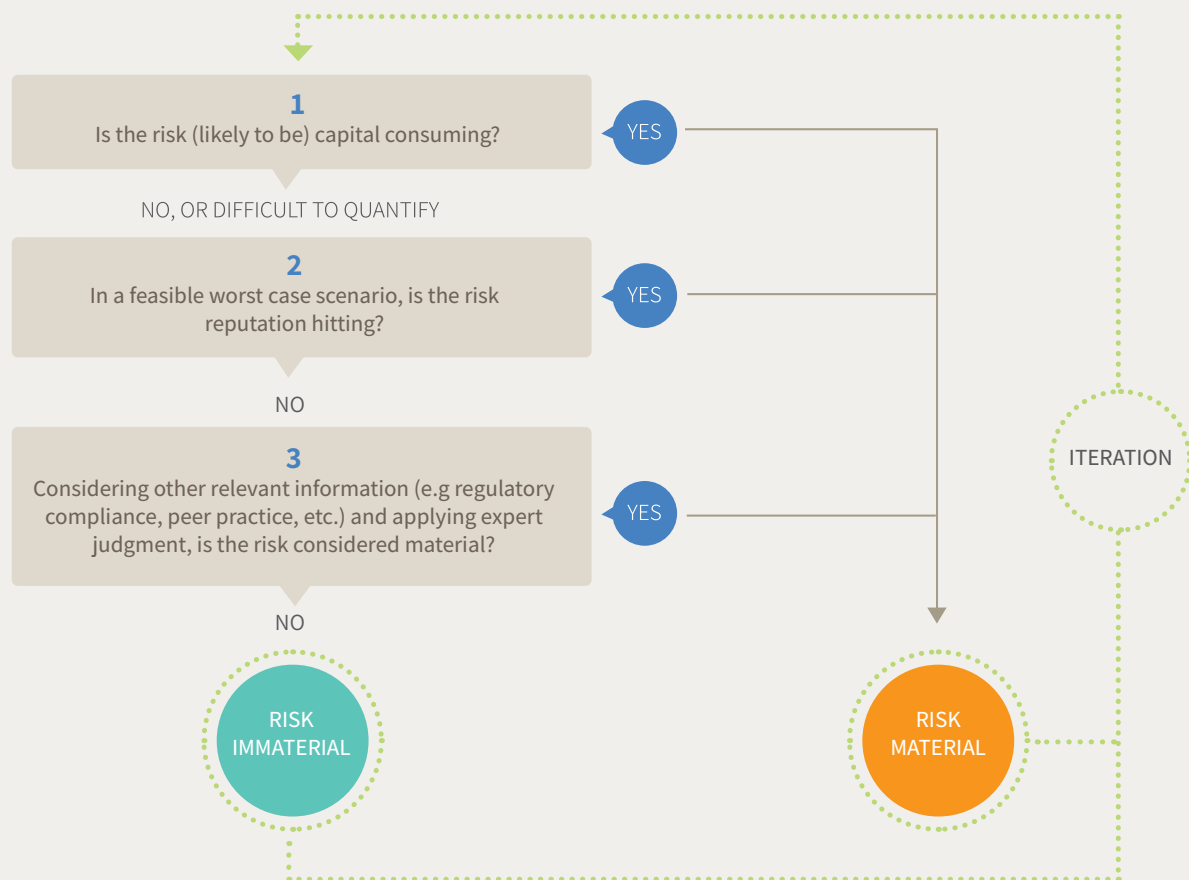 1
Is the risk (likely to be) capital consuming?
YES
NO, OR DIFFICULT TO QUANTIFY
2
In a feasible worst case scenario, is the risk
reputation hitting?
YES
NO
3
Considering other relevant information (e.g regulatory
compliance, peer practice, etc.) and applying expert
judgment, is the risk considered material?
YES
ITERATION
NO
RISK
IMMATERIAL
RISK
MATERIAL